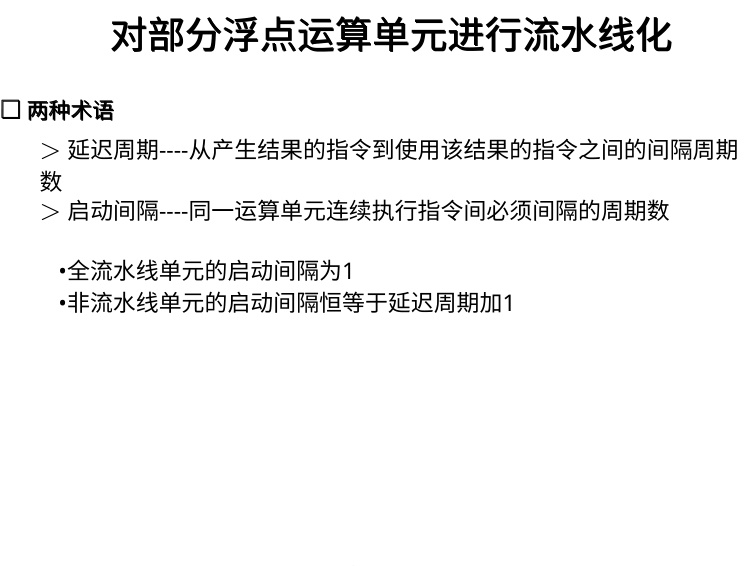 对部分浮点运算单元进行流水线化
□ 两种术语
＞ 延迟周期----从产生结果的指令到使用该结果的指令之间的间隔周期
数
＞ 启动间隔----同一运算单元连续执行指令间必须间隔的周期数
•全流水线单元的启动间隔为1
•非流水线单元的启动间隔恒等于延迟周期加1